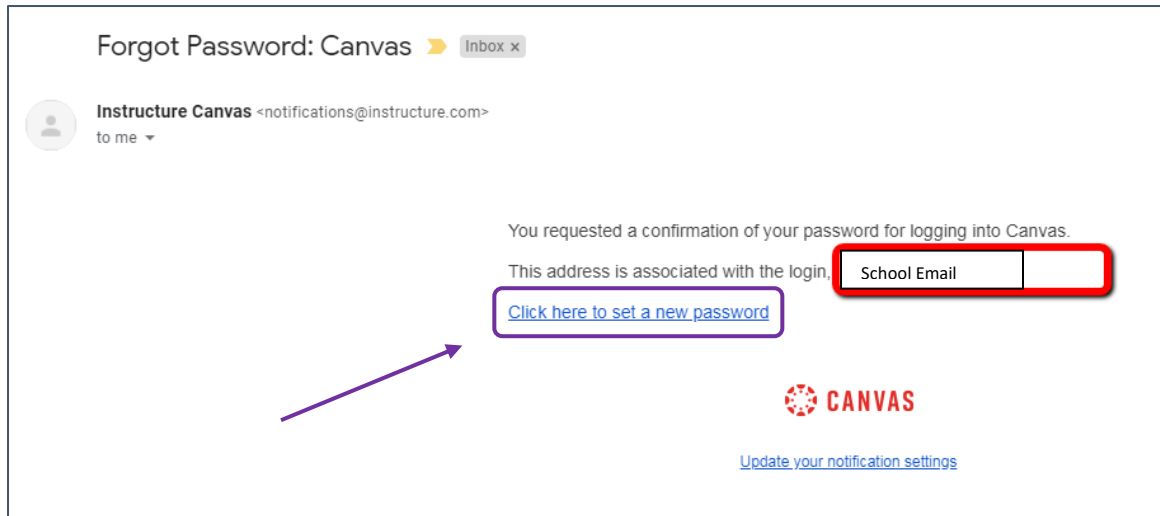 Forgot Password: Canvas Inbox x
Instructure Canvas <notifications@instructure.com>
to me
You requested a confirmation of your password for logging into Canvas.
This address is associated with the login, School Email
Click here to set a new password
CANVAS
Update your notification settings